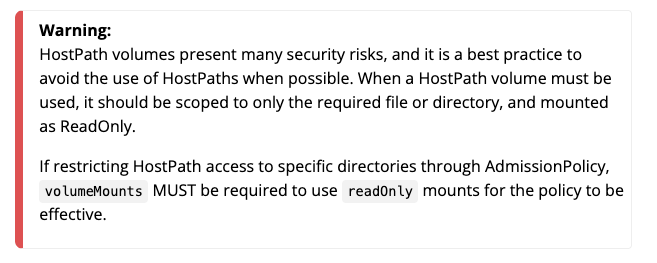 Warning:
HostPath volumes present many security risks, and it is a best practice to
avoid the use of HostPaths when possible. When a HostPath volume must be
used, it should be scoped to only the required file or directory, and mounted
as ReadOnly.
If restricting HostPath access to specific directories through AdmissionPolicy,
volumeMounts MUST be required to use readOnly mounts for the policy to be
effective.